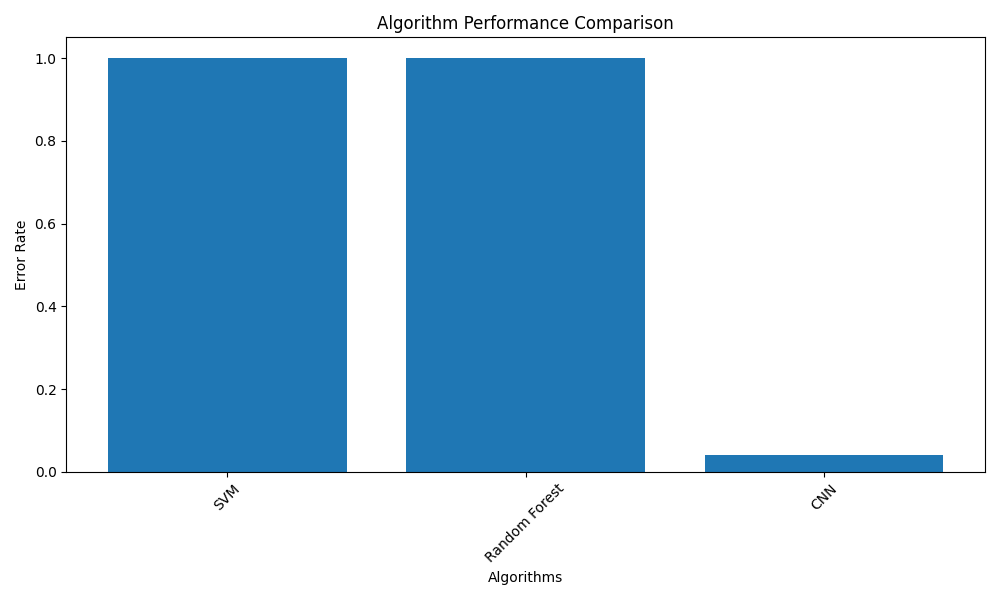 Algorithm Performance Comparison
1.0
0.8
0.6
0.4
0.2
0.0
Error Rate
SVM
Random Forest
CNN
Algorithms